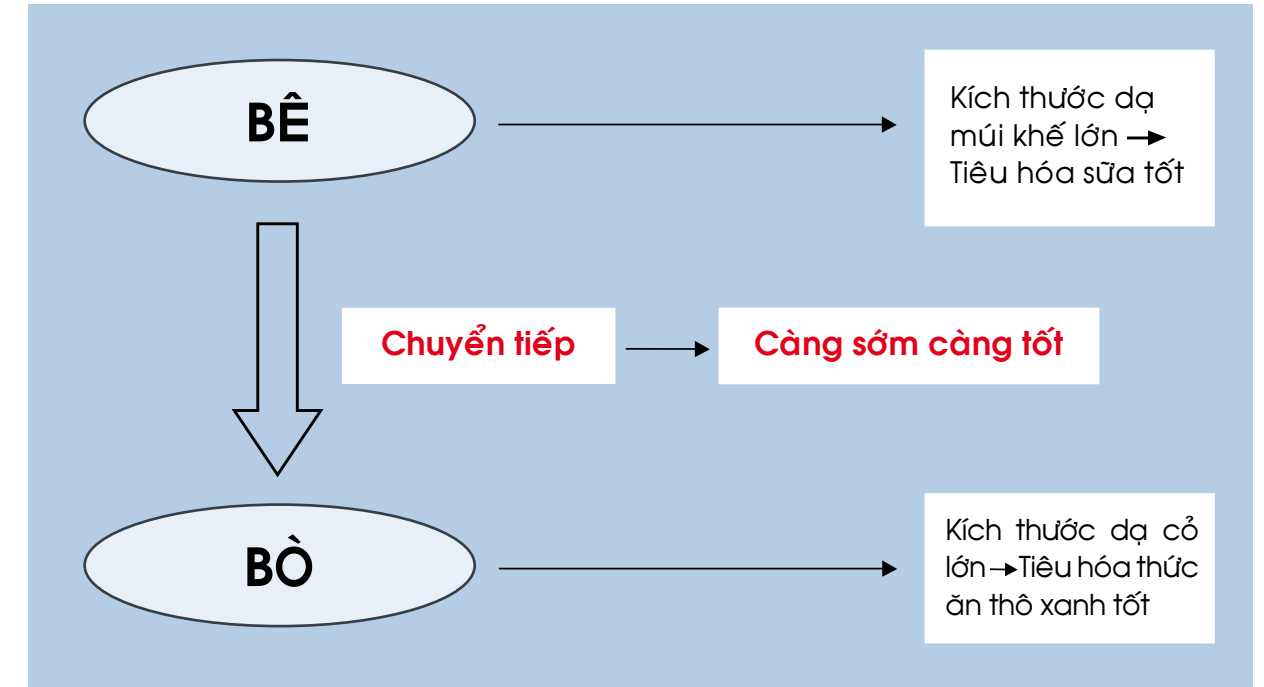 BÊ
Kích thước dạ
múi khế lớn →
Tiêu hóa sữa tốt
Chuyển tiếp → Càng sớm càng tốt
BÒ
Kích thước dạ cỏ
lớn→Tiêu hóa thức
ăn thô xanh tốt